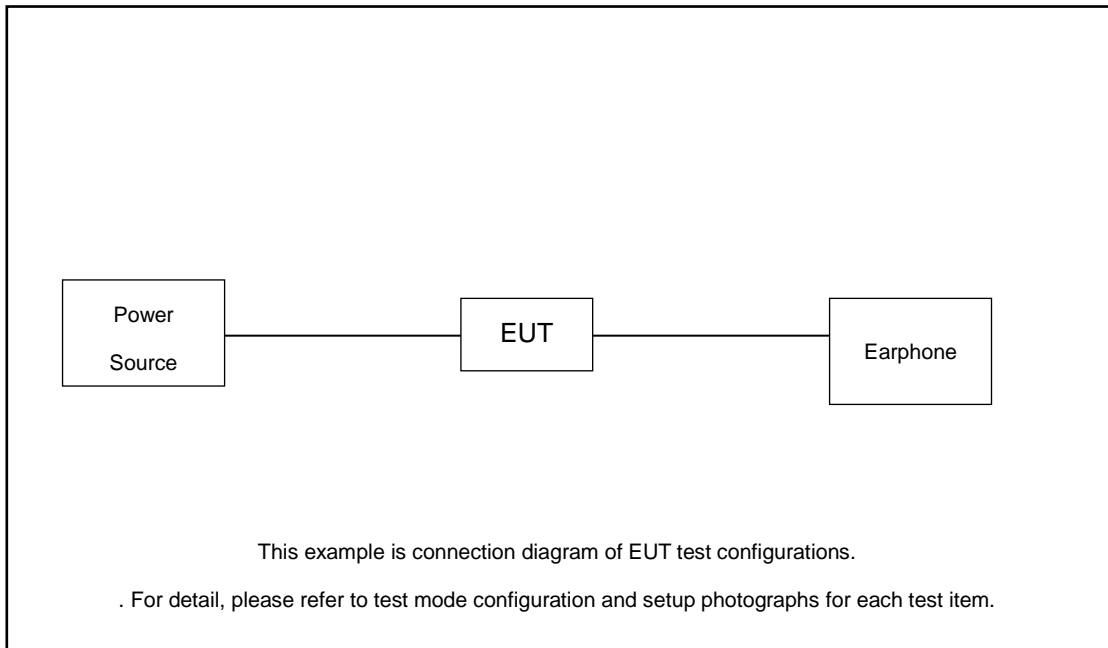 Power
Source
EUT
Earphone
This example is connection diagram of EUT test configurations.
. For detail, please refer to test mode configuration and setup photographs for each test item.